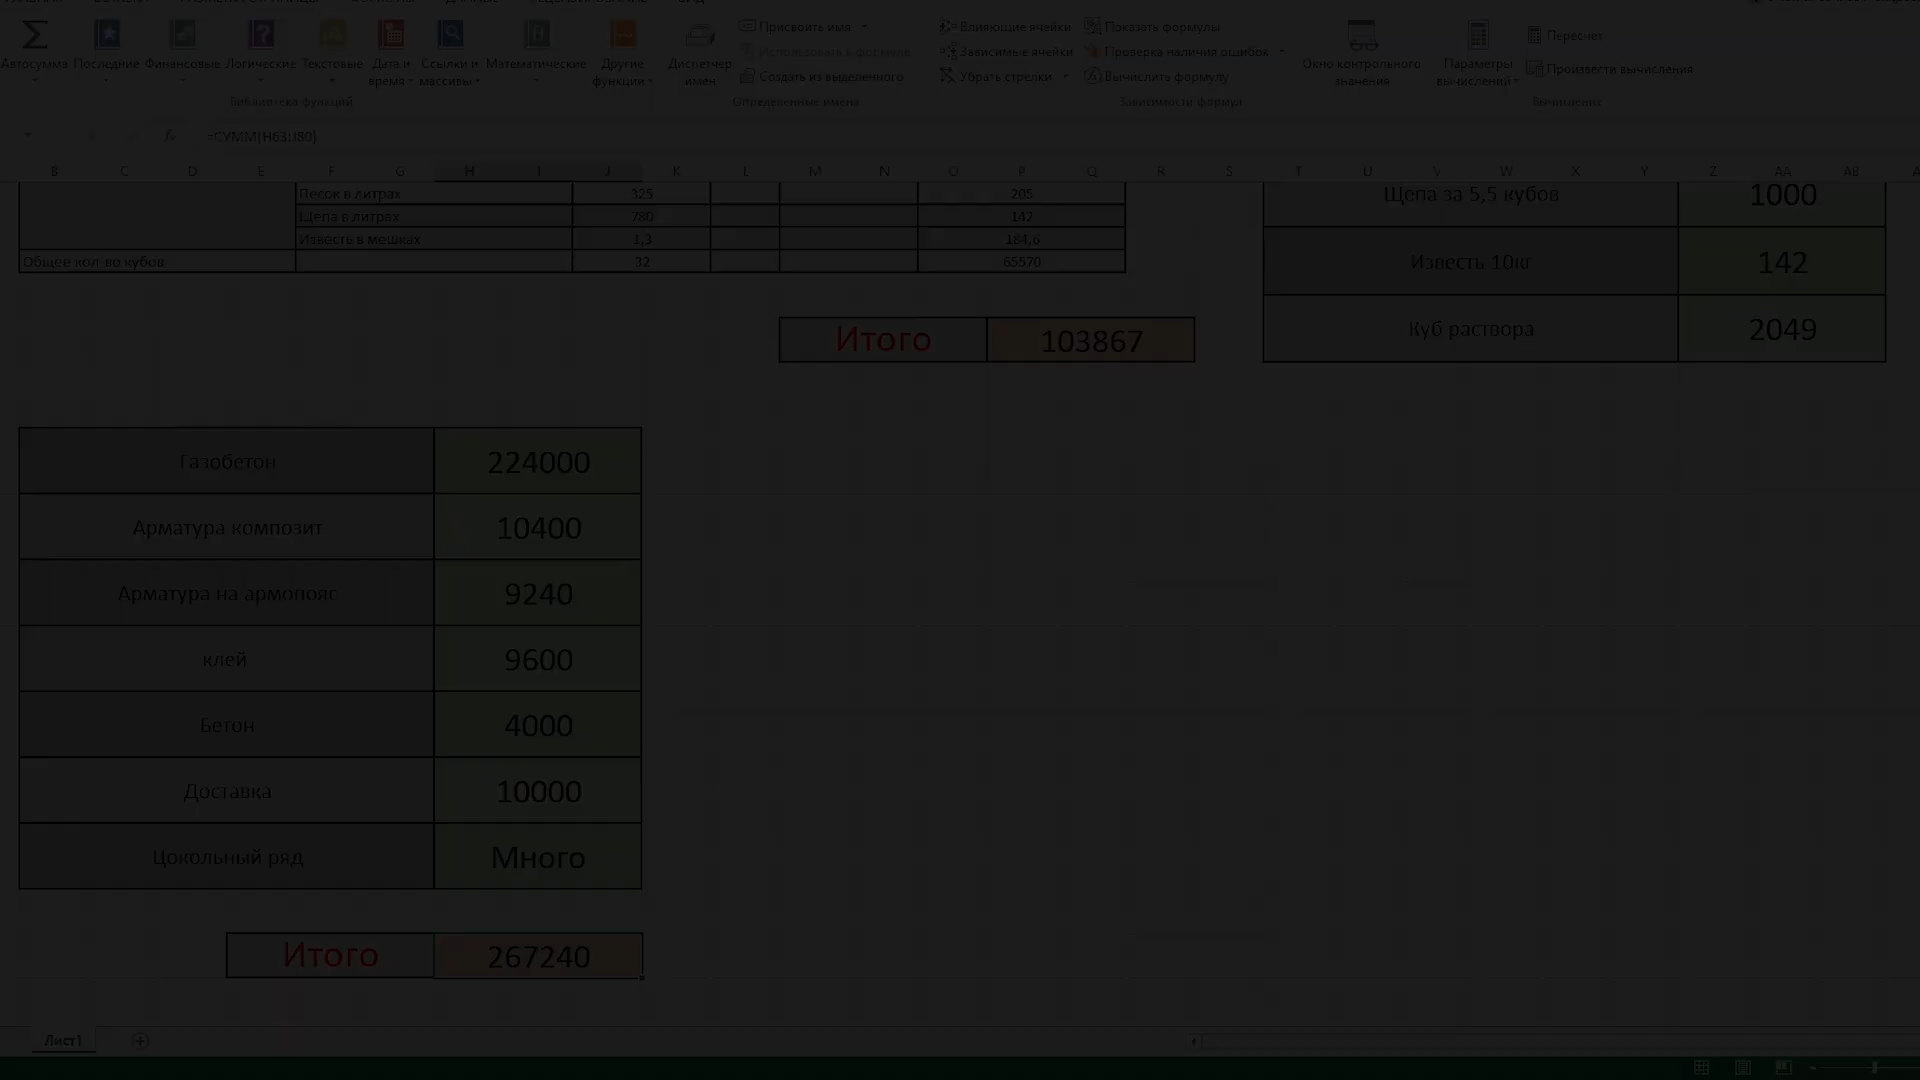 Автосумма
Последние
Финансовые
Логические
Текстовые
Дата и время
Ссылки и массивы
Математические
Другие функции
Библиотека функций
Диспетчер имен
Присвоить имя
Использовать в формуле
Создать из выделенного
Определенные имена
Влияющие ячейки
Зависимые ячейки
Убрать стрелки
Показать формулы
Проверка наличия ошибок
Вычислить формулу
Зависимости формул
Окно контрольного значения
Параметры вычислений
Пересчет
Произвести вычисления
Вычисление
fx =СУММ(H63:J80)
B C D E F G H I J K L M N O P Q R S T U V W X Y Z AA AB
Песок в литрах 325 205
Щепа в литрах 780 142
Известь в мешках 1,3 184,6
Общее кол-во кубов 32 65570
Щепа за 5,5 кубов 1000
Известь 10кг 142
Куб раствора 2049
Итого 103867
Газобетон 224000
Арматура композит 10400
Арматура на армопояс 9240
клей 9600
Бетон 4000
Доставка 10000
Цокольный ряд Много
Итого 267240
Лист1